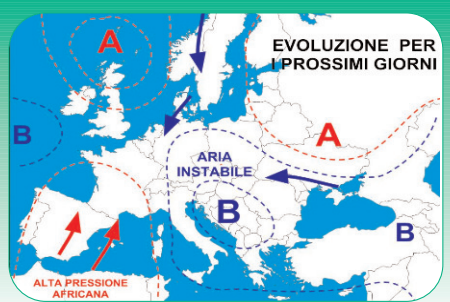 EVOLUZIONE PER
I PROSSIMI GIORNI
A
B
A
ARIA
INSTABILE
B
B
ALTA PRESSIONE
AFRICANA